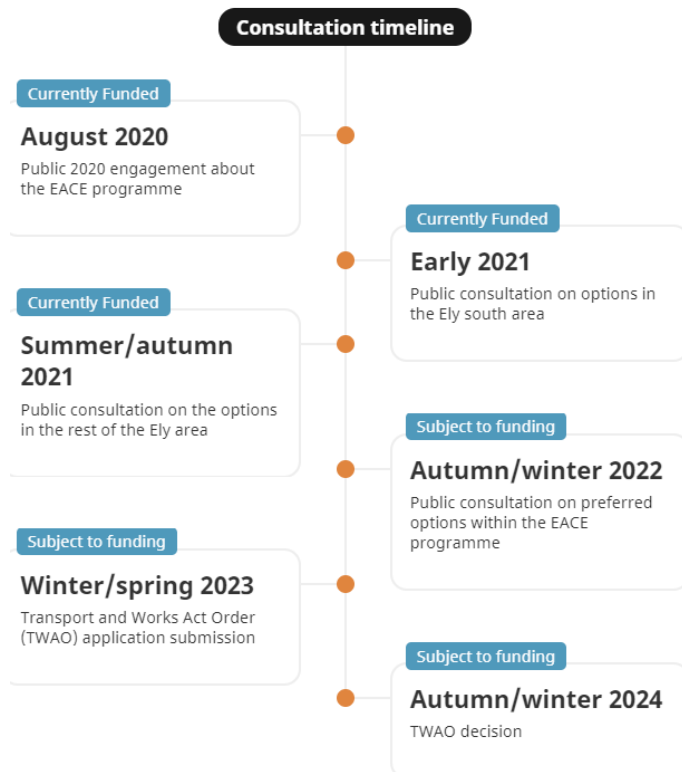 Consultation timeline
Currently Funded
August 2020
Public 2020 engagement about
the EACE programme
Currently Funded
Early 2021
Public consultation on options in
the Ely south area
Currently Funded
Summer/autumn
2021
Public consultation on the options
in the rest of the Ely area
Subject to funding
Autumn/winter 2022
Public consultation on preferred
options within the EACE
programme
Subject to funding
Winter/spring 2023
Transport and Works Act Order
(TWAO) application submission
Subject to funding
Autumn/winter 2024
TWAO decision